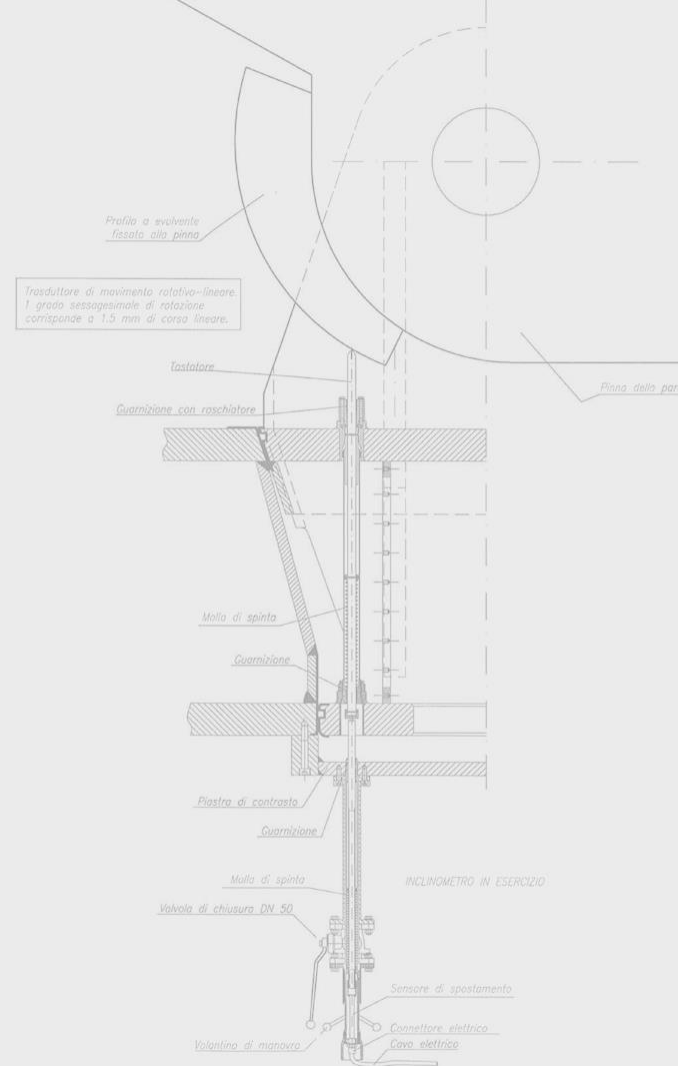 Profilo a evolvente
fissato alla pinna
Trasduttore di movimento rotativo-lineare.
1 grado sessagesimale di rotazione
corrisponde a 1.5 mm di corsa lineare.
Tastatore
Pinna della par
Guarnizione con raschiatore
Molla di spinta
Guarnizione
Piastra di contrasto
Guarnizione
Molla di spinta
INCLINOMETRO IN ESERCIZIO
Valvola di chiusura DN 50
Sensore di spostamento
Connettore elettrico
Volantino di manovra
Cavo elettrico